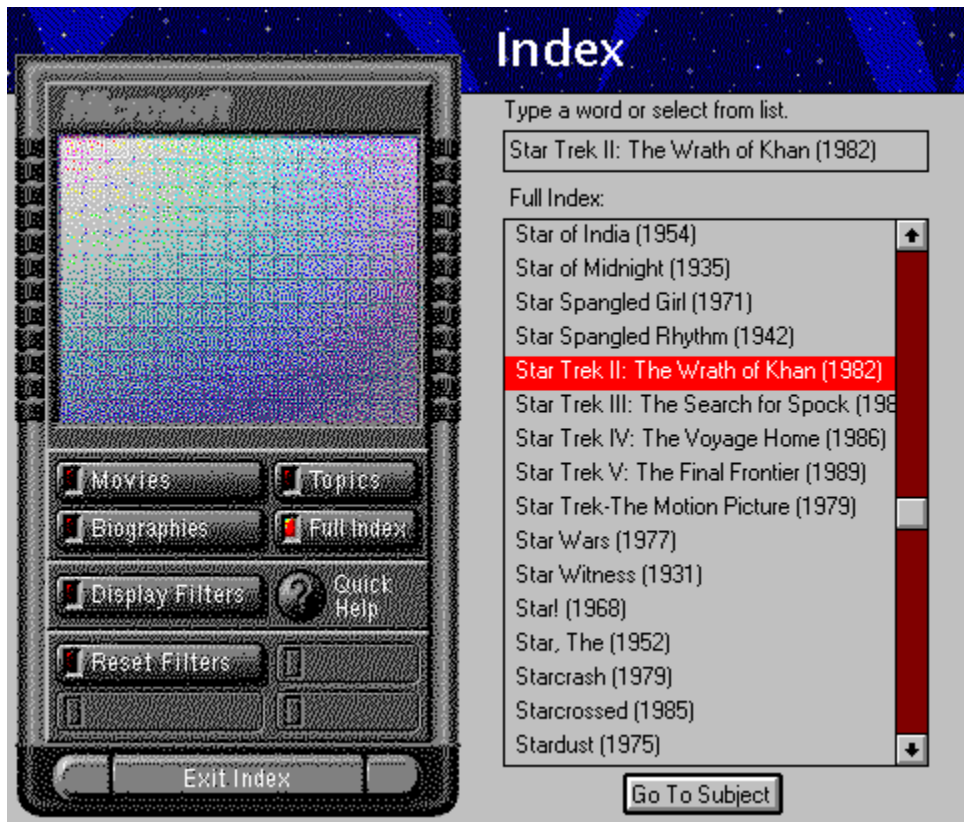 Index
Microsoft
Type a word or select from list.
Star Trek II: The Wrath of Khan (1982)
Full Index:
Star of India (1954)
Star of Midnight (1935)
Star Spangled Girl (1971)
Star Spangled Rhythm (1942)
Star Trek II: The Wrath of Khan (1982)
Star Trek III: The Search for Spock (198
Star Trek IV: The Voyage Home (1986)
Star Trek V: The Final Frontier (1989)
Star Trek-The Motion Picture (1979)
Star Wars (1977)
Star Witness (1931)
Star! (1968)
Star, The (1952)
Starcrash (1979)
Starcrossed (1985)
Stardust (1975)
Go To Subject
Movies
Topics
Biographies
Full Index
Display Filters
Quick
Help
Reset Filters
Exit Index